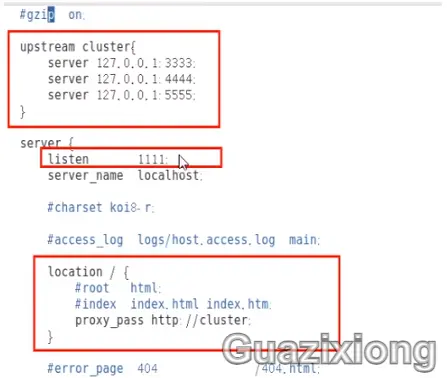 #gzip on;
upstream cluster{
server 127.0.0.1:3333;
server 127.0.0.1:4444;
server 127.0.0.1:5555;
}
server {
listen 1111;
server_name localhost;
#charset koi8-r;
#access_log logs/host.access.log main;
location / {
#root html;
#index index.html index.htm;
proxy_pass http://cluster;
}
#error_page 404 /404.html;
Guazixiong